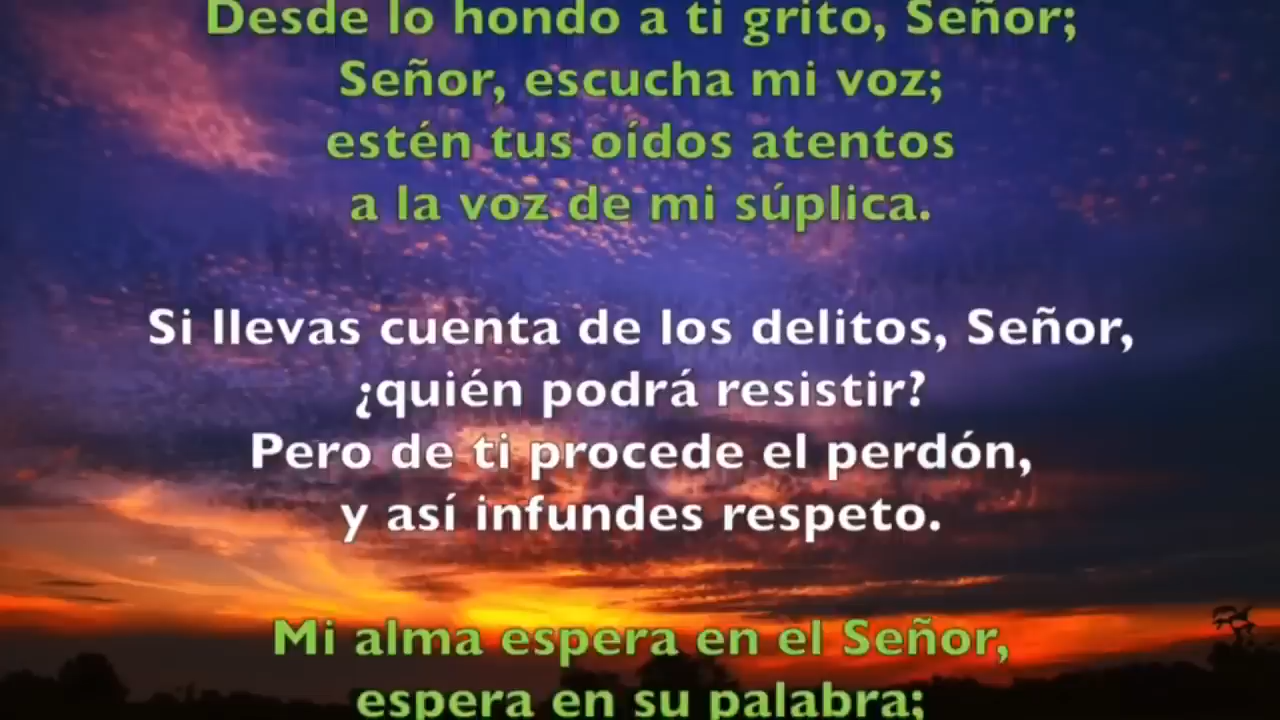 Desde lo hondo a ti grito, Señor;
Señor, escucha mi voz;
estén tus oídos atentos
a la voz de mi súplica.
Si llevas cuenta de los delitos, Señor,
¿quién podrá resistir?
Pero de ti procede el perdón,
y así infundes respeto.
Mi alma espera en el Señor,
espera en su palabra;